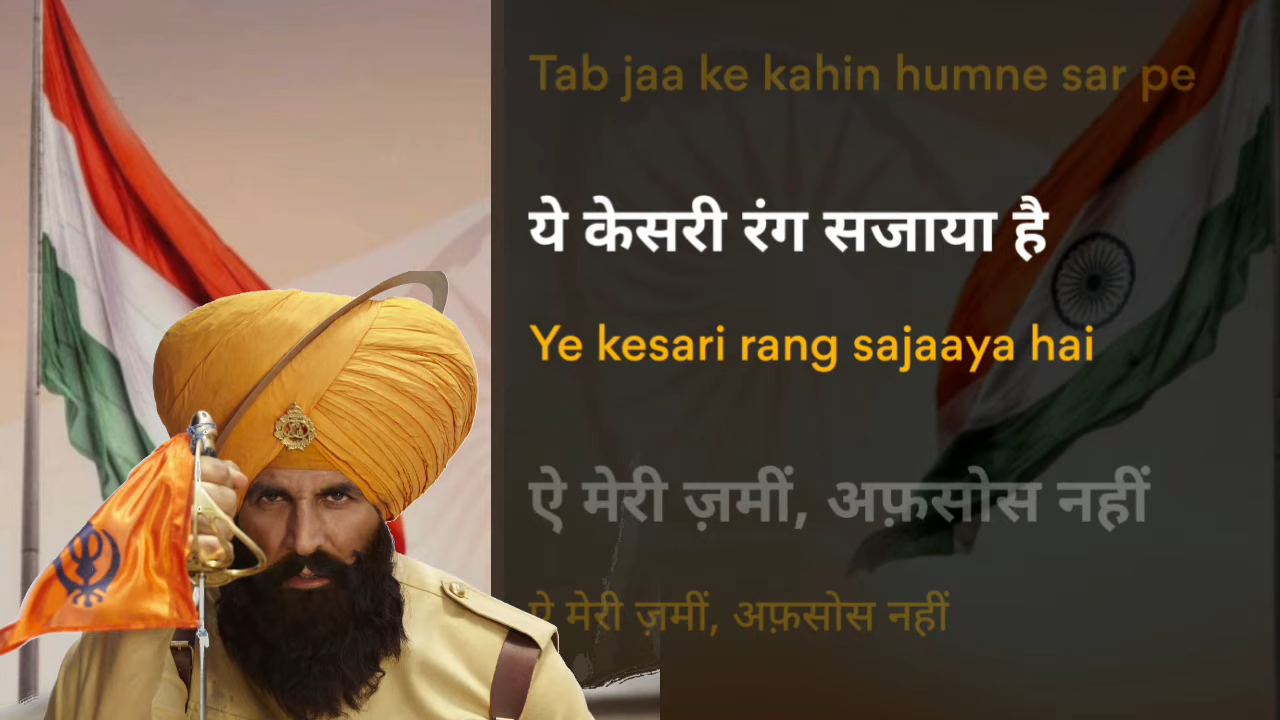 Tab jaa ke kahin humne sar pe
ये केसरी रंग सजाया है
Ye kesari rang sajaaya hai
ऐ मेरी ज़मीं, अफ़सोस नहीं
ऐ मेरी ज़मीं, अफ़सोस नहीं